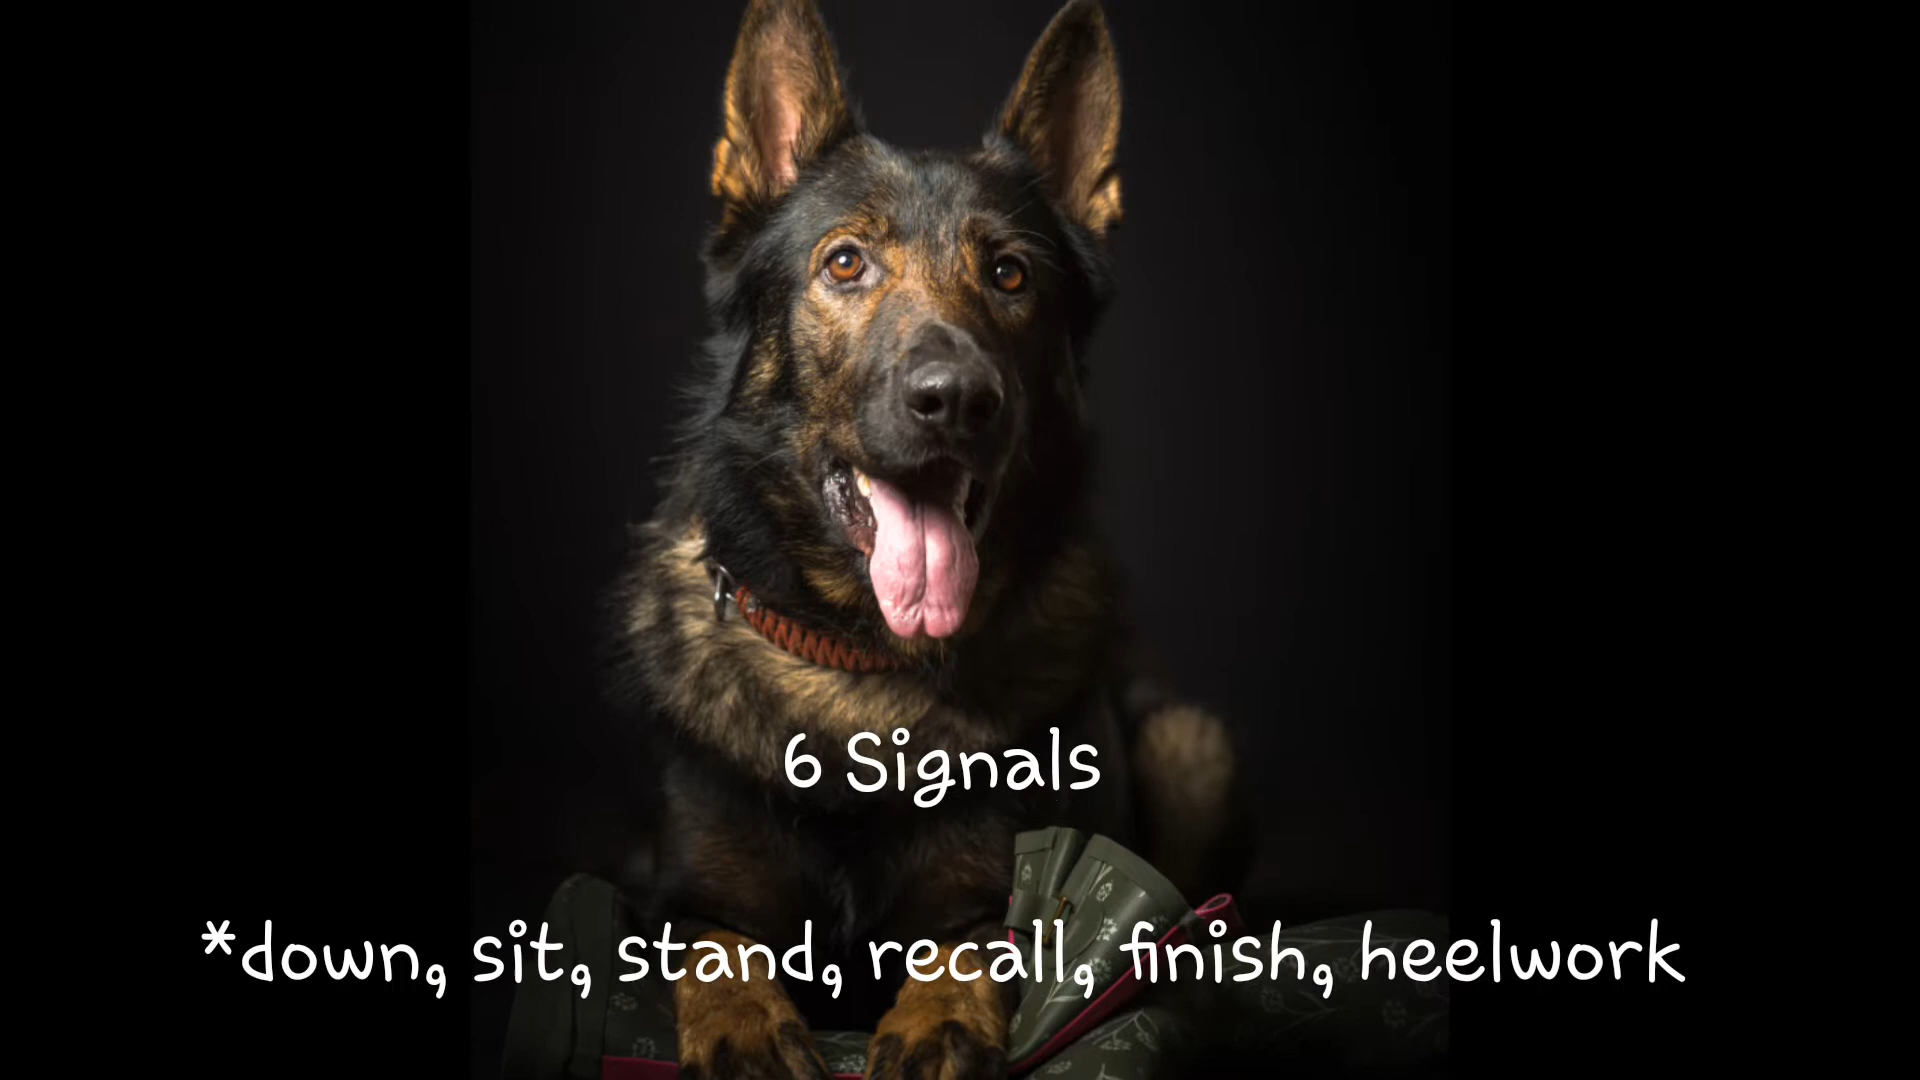 6 Signals
*down, sit, stand, recall, finish, heelwork